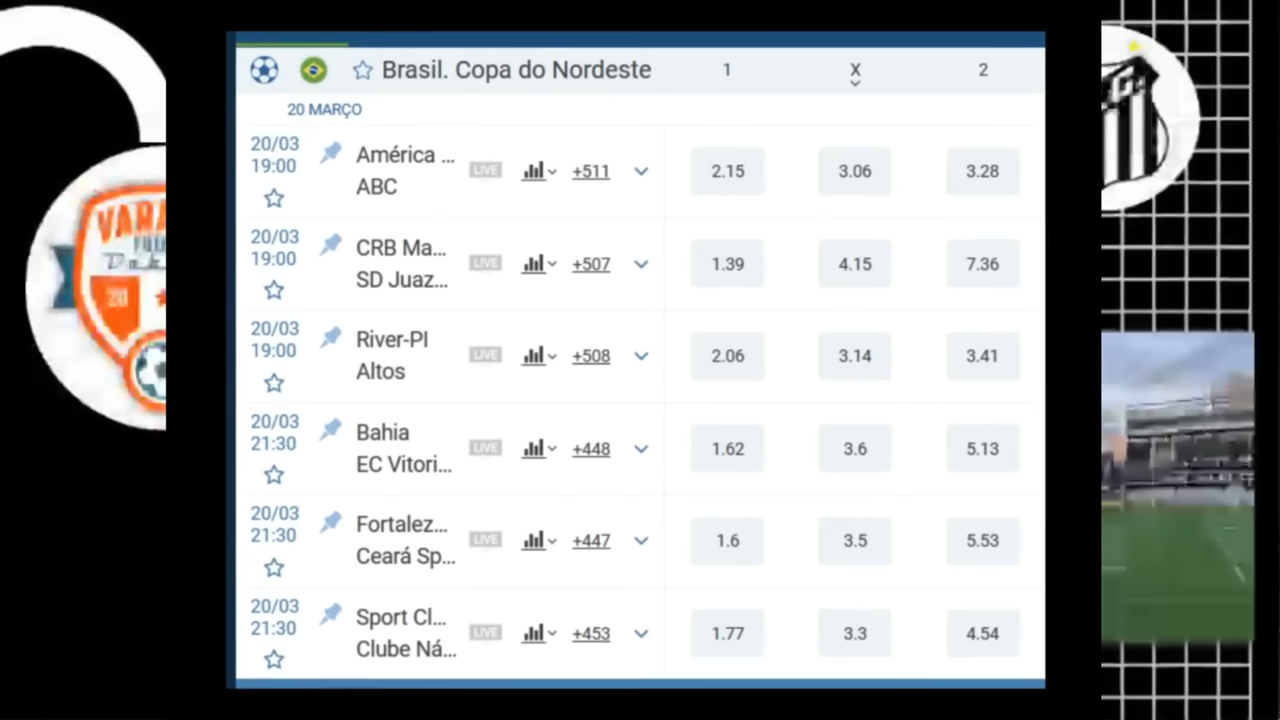 Brasil. Copa do Nordeste 1 X 2
20 MARÇO
20/03
19:00
América ...
ABC
LIVE +511 2.15 3.06 3.28
20/03
19:00
CRB Ma...
SD Juaz...
LIVE +507 1.39 4.15 7.36
20/03
19:00
River-PI
Altos
LIVE +508 2.06 3.14 3.41
20/03
21:30
Bahia
EC Vitori...
LIVE +448 1.62 3.6 5.13
20/03
21:30
Fortalez...
Ceará Sp...
LIVE +447 1.6 3.5 5.53
20/03
21:30
Sport Cl...
Clube Ná...
LIVE +453 1.77 3.3 4.54
20